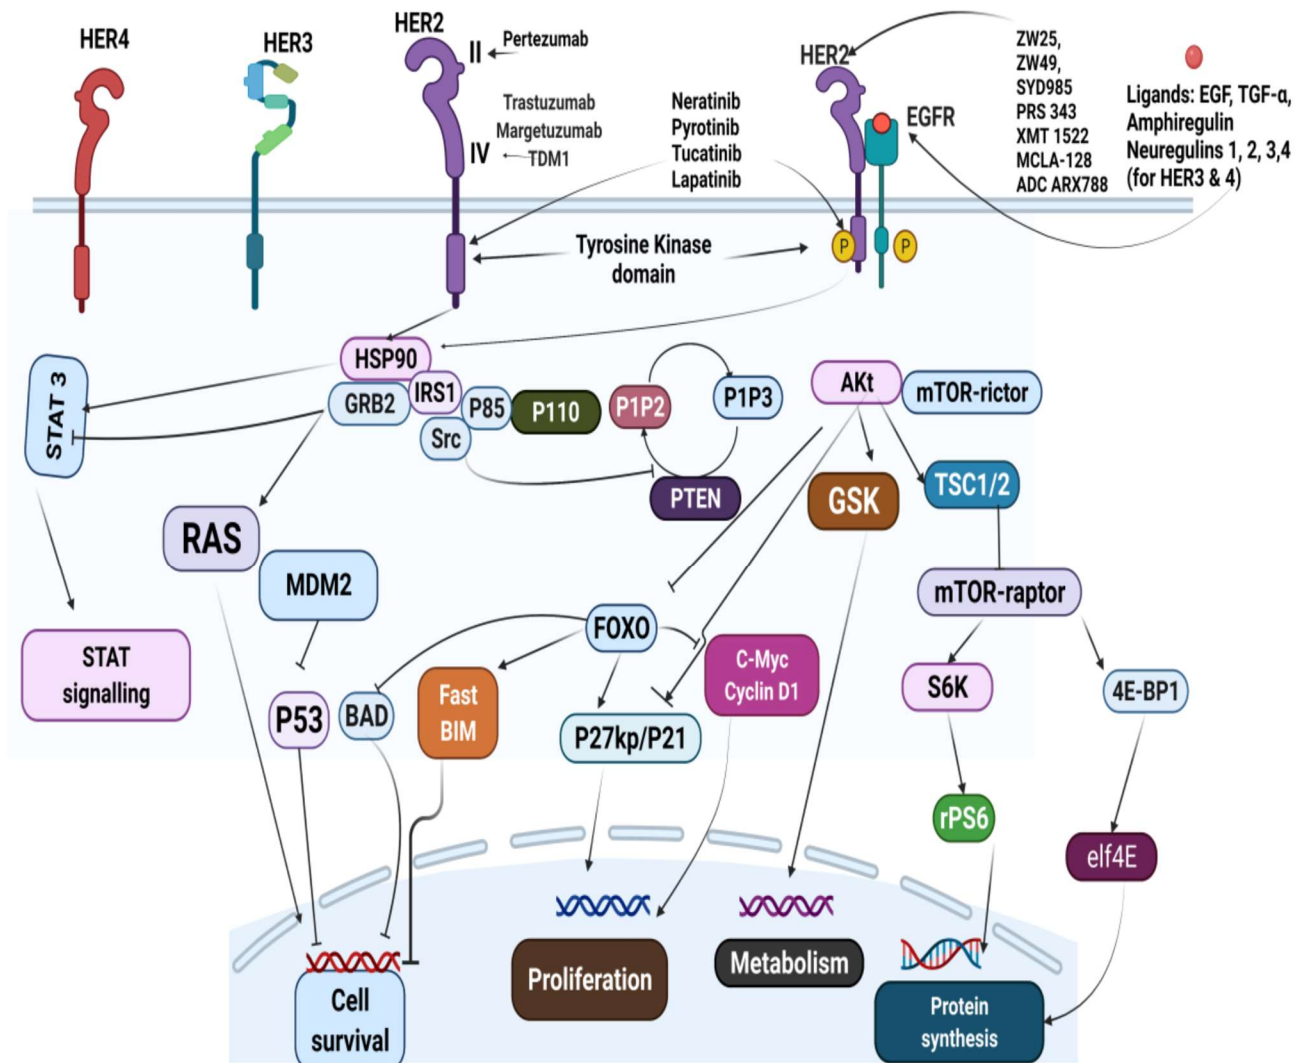 HER4
HER3
HER2
II
Pertezumab
Trastuzumab
Margetuzumab
IV
TDM1
Neratinib
Pyrotinib
Tucatinib
Lapatinib
HER2
EGFR
ZW25,
ZW49,
SYD985
PRS 343
XMT 1522
MCLA-128
ADC ARX788
Ligands: EGF, TGF-α,
Amphiregulin
Neuregulins 1, 2, 3,4
(for HER3 & 4)
P
P
Tyrosine Kinase
domain
HSP90
STAT 3
GRB2
IRS1
P85
P110
Src
P1P2
P1P3
PTEN
AKt
mTOR-rictor
GSK
TSC1/2
RAS
MDM2
mTOR-raptor
FOXO
STAT
signalling
P53
BAD
Fast
BIM
P27kp/P21
C-Myc
Cyclin D1
S6K
4E-BP1
rPS6
elf4E
Cell
survival
Proliferation
Metabolism
Protein
synthesis